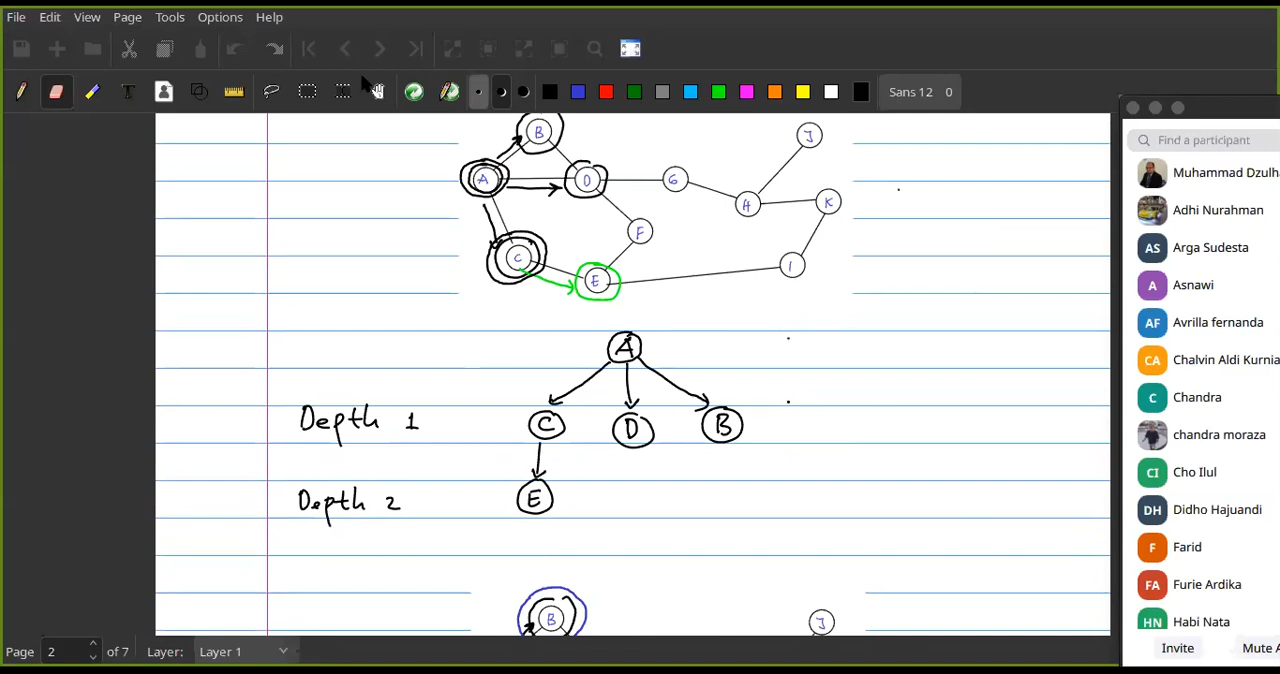 File Edit View Page Tools Options Help
Sans 12 0
B
J
A
D
G
H
K
F
C
E
I
A
Depth 1
C
D
B
Depth 2
E
B
J
Find a participant
Muhammad Dzulh
Adhi Nurahman
AS Arga Sudesta
A Asnawi
AF Avrilla fernanda
CA Chalvin Aldi Kurnia
C Chandra
chandra moraza
CI Cho Ilul
DH Didho Hajuandi
F Farid
FA Furie Ardika
HN Habi Nata
Invite Mute A
Page 2 of 7 Layer: Layer 1